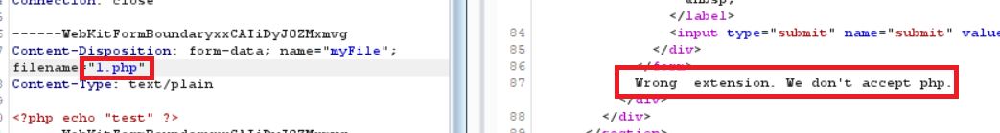 Connection: close
------WebKitFormBoundaryxxCAIiDyJOZMxmvg
Content-Disposition: form-data; name="myFile";
filename="1.php"
Content-Type: text/plain
<?php echo "test" ?>
&nbsp;
</label>
84 <input type="submit" name="submit" value
85 </div>
86 </form>
87 Wrong extension. We don't accept php.
</div>
88 </div>
89 </section>